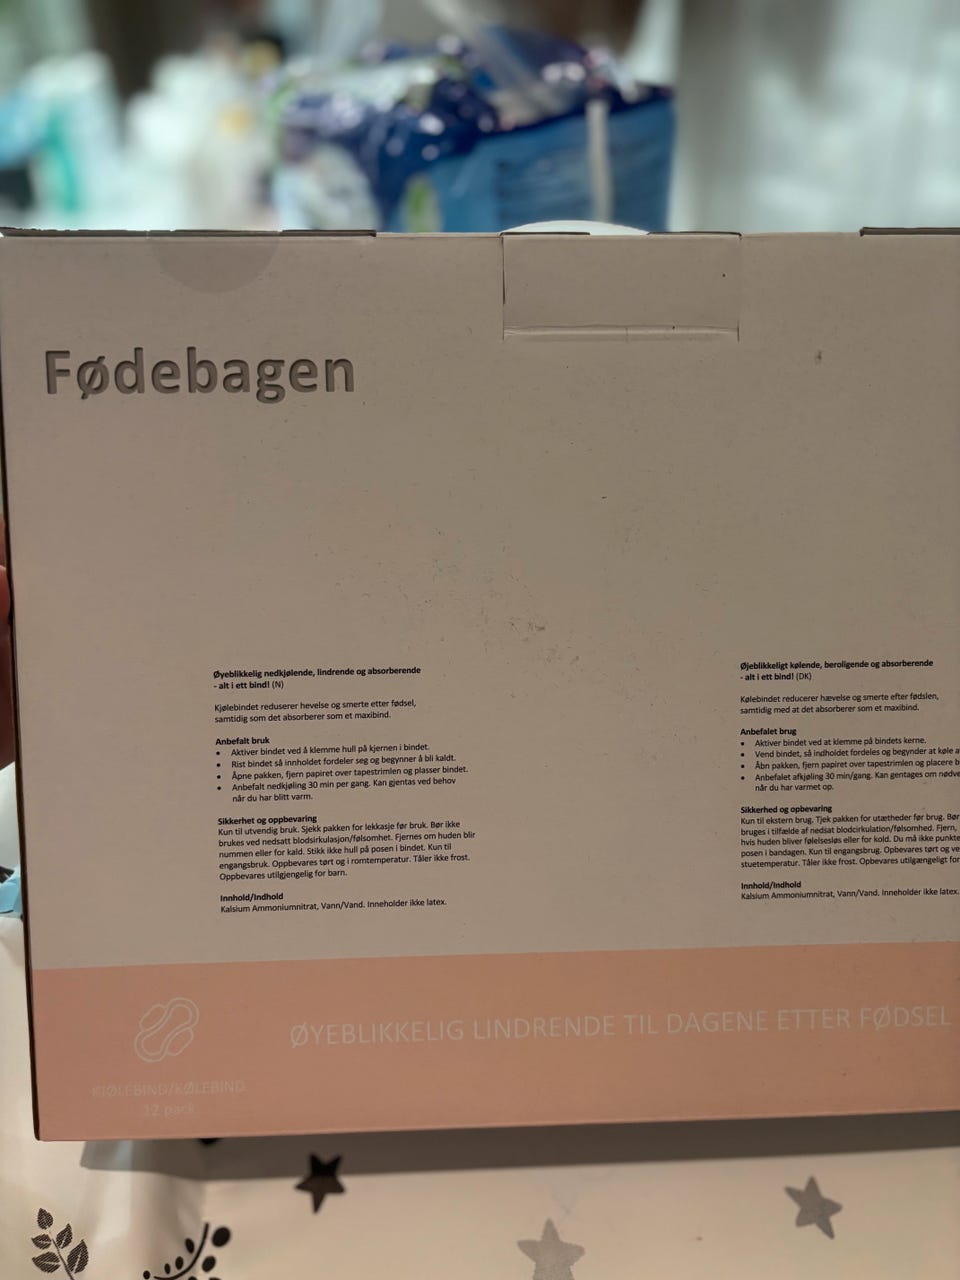 Fødebagen
Øyeblikkelig nedkjølende, lindrende og absorberende
- alt i ett bind! (N)
Kjølebindet reduserer hevelse og smerte etter fødsel,
samtidig som det absorberer som et maxibind.
Anbefalt bruk
• Aktiver bindet ved å klemme hull på kjernen i bindet.
• Rist bindet så innholdet fordeler seg og begynner å bli kaldt.
• Åpne pakken, fjern papiret over tapestrimlen og plasser bindet.
• Anbefalt nedkjøling 30 min per gang. Kan gjentas ved behov
når du har blitt varm.
Sikkerhet og oppbevaring
Kun til utvendig bruk. Sjekk pakken for lekkasje før bruk. Bør ikke
brukes ved nedsatt blodsirkulasjon/følsomhet. Fjernes om huden blir
nummen eller for kald. Stikk ikke hull på posen i bindet. Kun til
engangsbruk. Oppbevares tørt og i romtemperatur. Tåler ikke frost.
Oppbevares utilgjengelig for barn.
Innhold/Indhold
Kalsium Ammoniumnitrat, Vann/Vand. Inneholder ikke latex.
Øjeblikkeligt kølende, beroligende og absorberende
- alt i ett bind! (DK)
Kølebindet reducerer hævelse og smerte efter fødslen,
samtidig med at det absorberer som et maxibind.
Anbefalet brug
• Aktiver bindet ved at klemme på bindets kerne.
• Vend bindet, så indholdet fordeles og begynder at køle a
• Åbn pakken, fjern papiret over tapestrimlen og placere b
• Anbefalet afkjøling 30 min/gang. Kan gentages om nødve
når du har varmet op.
Sikkerhed og opbevaring
Kun til ekstern brug. Tjek pakken for utætheder før brug. Bør
bruges i tilfælde af nedsat blodcirkulation/følsomhed. Fjern,
hvis huden bliver følelsesløs eller for kold. Du må ikke punkte
posen i bandagen. Kun til engangsbrug. Opbevares tørt og ve
stuetemperatur. Tåler ikke frost. Opbevares utilgængeligt for
Innhold/Indhold
Kalsium Ammoniumnitrat, Vann/Vand. Inneholder ikke latex.
ØYEBLIKKELIG LINDRENDE TIL DAGENE ETTER FØDSEL
KJØLEBIND/KØLEBIND
12 pack